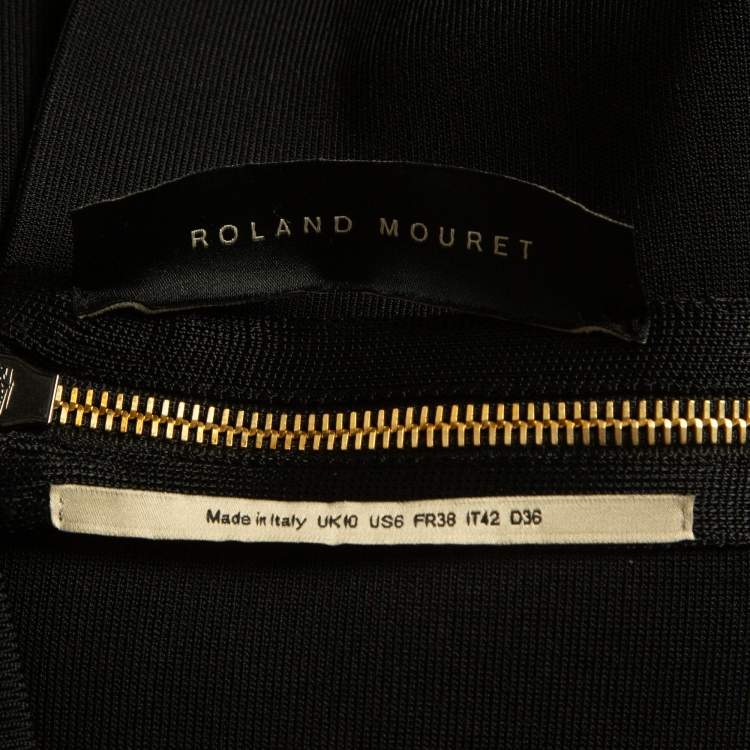 ROLAND MOURET
Made in Italy UK10 US6 FR38 IT42 D36